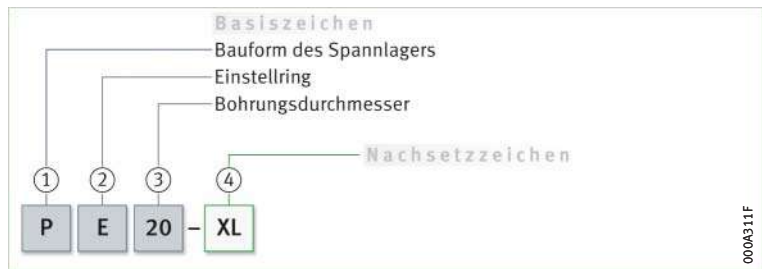 Basiszeichen
Bauform des Spannlagers
Einstellring
Bohrungsdurchmesser
Nachsetzzeichen
① ② ③ ④
P E 20 – XL
000A311F